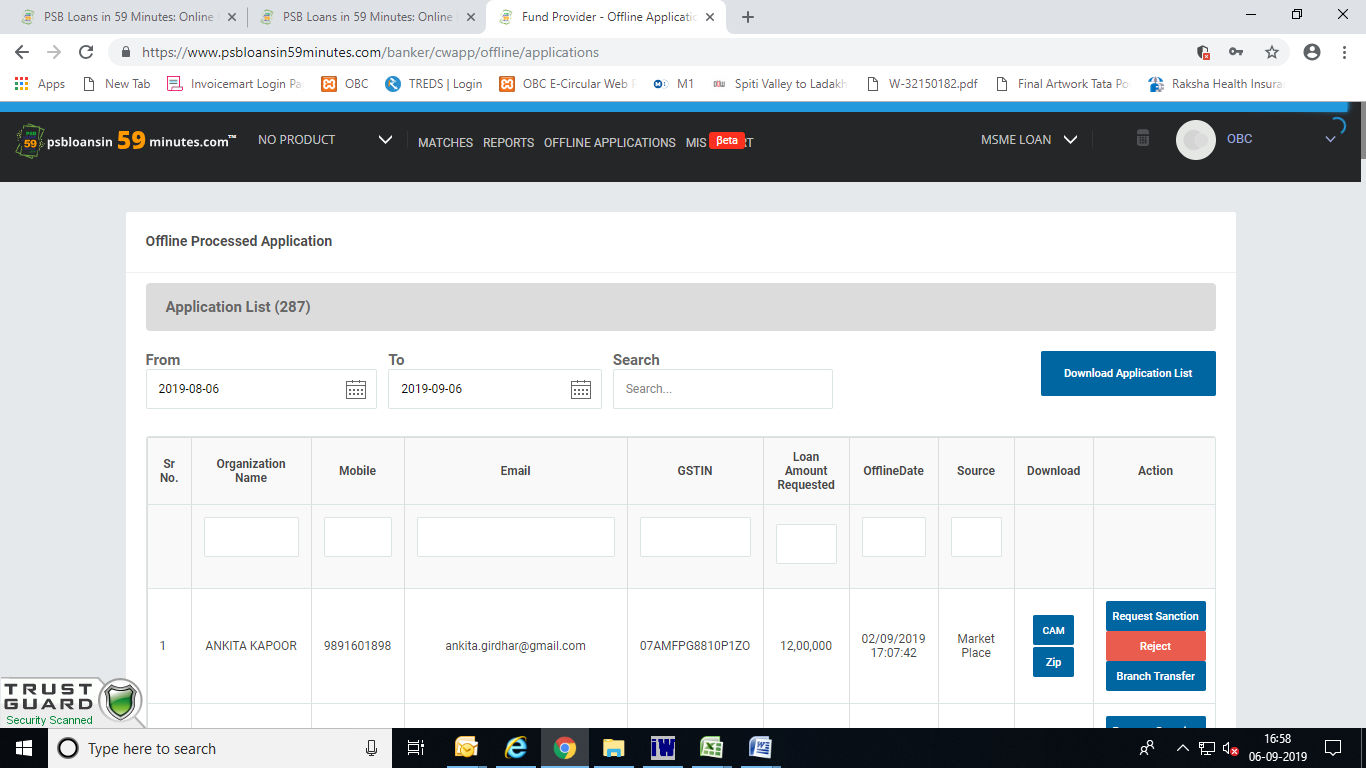 PSB Loans in 59 Minutes: Online
PSB Loans in 59 Minutes: Online
Fund Provider - Offline Applicatio
https://www.psbloansin59minutes.com/banker/cwapp/offline/applications
Apps
New Tab
Invoicemart Login Pa
OBC
TREDS | Login
OBC E-Circular Web
M1
Spiti Valley to Ladakh
W-32150182.pdf
Final Artwork Tata Po
Raksha Health Insura
PSB
59
psbloansin 59 minutes.com™
NO PRODUCT
MATCHES
REPORTS
OFFLINE APPLICATIONS
MIS
βeta
MSME LOAN
OBC
Offline Processed Application
Application List (287)
From
To
Search
2019-08-06
2019-09-06
Search...
Download Application List
Sr No.
Organization Name
Mobile
Email
GSTIN
Loan Amount Requested
OfflineDate
Source
Download
Action
1
ANKITA KAPOOR
9891601898
ankita.girdhar@gmail.com
07AMFPG8810P1ZO
12,00,000
02/09/2019 17:07:42
Market Place
CAM
Zip
Request Sanction
Reject
Branch Transfer
TRUST
GUARD
Security Scanned
Type here to search
16:58
06-09-2019